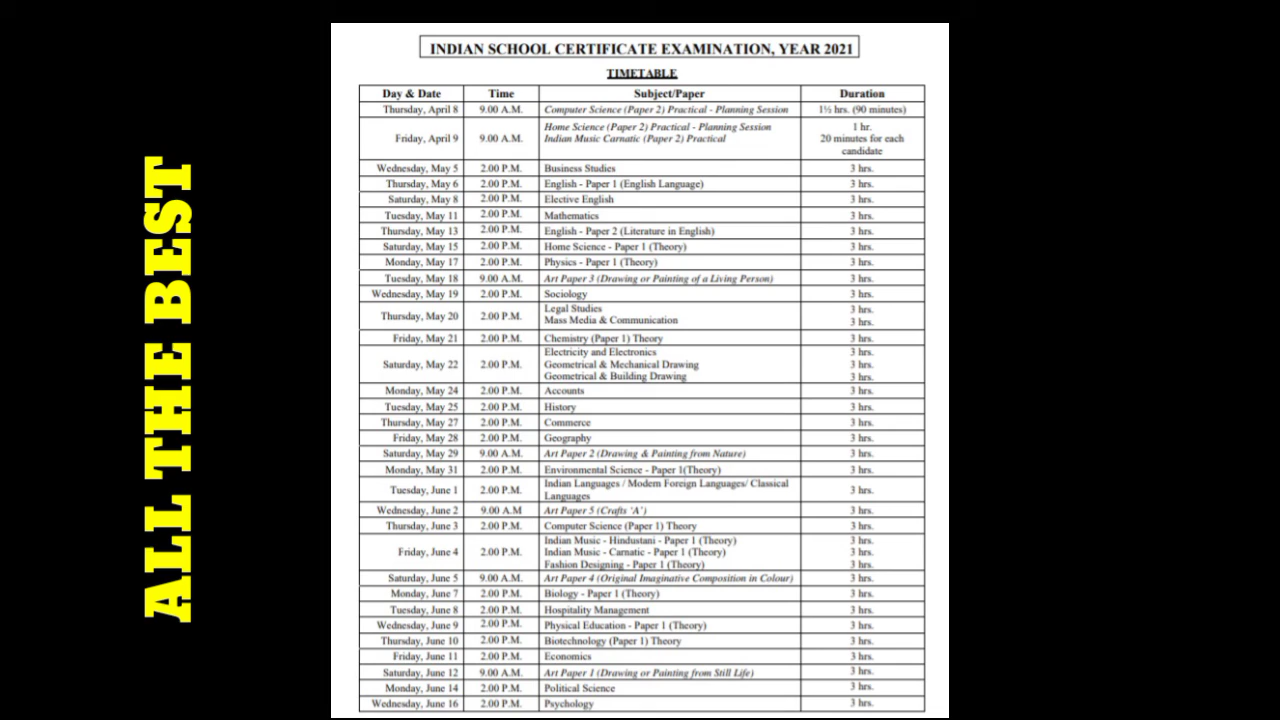 ALL THE BEST
INDIAN SCHOOL CERTIFICATE EXAMINATION, YEAR 2021
TIMETABLE
Day & Date Time Subject/Paper Duration
Thursday, April 8 9.00 A.M. Computer Science (Paper 2) Practical - Planning Session 1½ hrs. (90 minutes)
Friday, April 9 9.00 A.M. Home Science (Paper 2) Practical - Planning Session 1 hr.
Indian Music Carnatic (Paper 2) Practical 20 minutes for each
candidate
Wednesday, May 5 2.00 P.M. Business Studies 3 hrs.
Thursday, May 6 2.00 P.M. English - Paper 1 (English Language) 3 hrs.
Saturday, May 8 2.00 P.M. Elective English 3 hrs.
Tuesday, May 11 2.00 P.M. Mathematics 3 hrs.
Thursday, May 13 2.00 P.M. English - Paper 2 (Literature in English) 3 hrs.
Saturday, May 15 2.00 P.M. Home Science - Paper 1 (Theory) 3 hrs.
Monday, May 17 2.00 P.M. Physics - Paper 1 (Theory) 3 hrs.
Tuesday, May 18 9.00 A.M. Art Paper 3 (Drawing or Painting of a Living Person) 3 hrs.
Wednesday, May 19 2.00 P.M. Sociology 3 hrs.
Thursday, May 20 2.00 P.M. Legal Studies 3 hrs.
Mass Media & Communication 3 hrs.
Friday, May 21 2.00 P.M. Chemistry (Paper 1) Theory 3 hrs.
Saturday, May 22 2.00 P.M. Electricity and Electronics 3 hrs.
Geometrical & Mechanical Drawing 3 hrs.
Geometrical & Building Drawing 3 hrs.
Monday, May 24 2.00 P.M. Accounts 3 hrs.
Tuesday, May 25 2.00 P.M. History 3 hrs.
Thursday, May 27 2.00 P.M. Commerce 3 hrs.
Friday, May 28 2.00 P.M. Geography 3 hrs.
Saturday, May 29 9.00 A.M. Art Paper 2 (Drawing & Painting from Nature) 3 hrs.
Monday, May 31 2.00 P.M. Environmental Science - Paper 1(Theory) 3 hrs.
Tuesday, June 1 2.00 P.M. Indian Languages / Modern Foreign Languages/ Classical 3 hrs.
Languages
Wednesday, June 2 9.00 A.M Art Paper 5 (Crafts ‘A’) 3 hrs.
Thursday, June 3 2.00 P.M. Computer Science (Paper 1) Theory 3 hrs.
Friday, June 4 2.00 P.M. Indian Music - Hindustani - Paper 1 (Theory) 3 hrs.
Indian Music - Carnatic - Paper 1 (Theory) 3 hrs.
Fashion Designing - Paper 1 (Theory) 3 hrs.
Saturday, June 5 9.00 A.M. Art Paper 4 (Original Imaginative Composition in Colour) 3 hrs.
Monday, June 7 2.00 P.M. Biology - Paper 1 (Theory) 3 hrs.
Tuesday, June 8 2.00 P.M. Hospitality Management 3 hrs.
Wednesday, June 9 2.00 P.M. Physical Education - Paper 1 (Theory) 3 hrs.
Thursday, June 10 2.00 P.M. Biotechnology (Paper 1) Theory 3 hrs.
Friday, June 11 2.00 P.M. Economics 3 hrs.
Saturday, June 12 9.00 A.M. Art Paper 1 (Drawing or Painting from Still Life) 3 hrs.
Monday, June 14 2.00 P.M. Political Science 3 hrs.
Wednesday, June 16 2.00 P.M. Psychology 3 hrs.